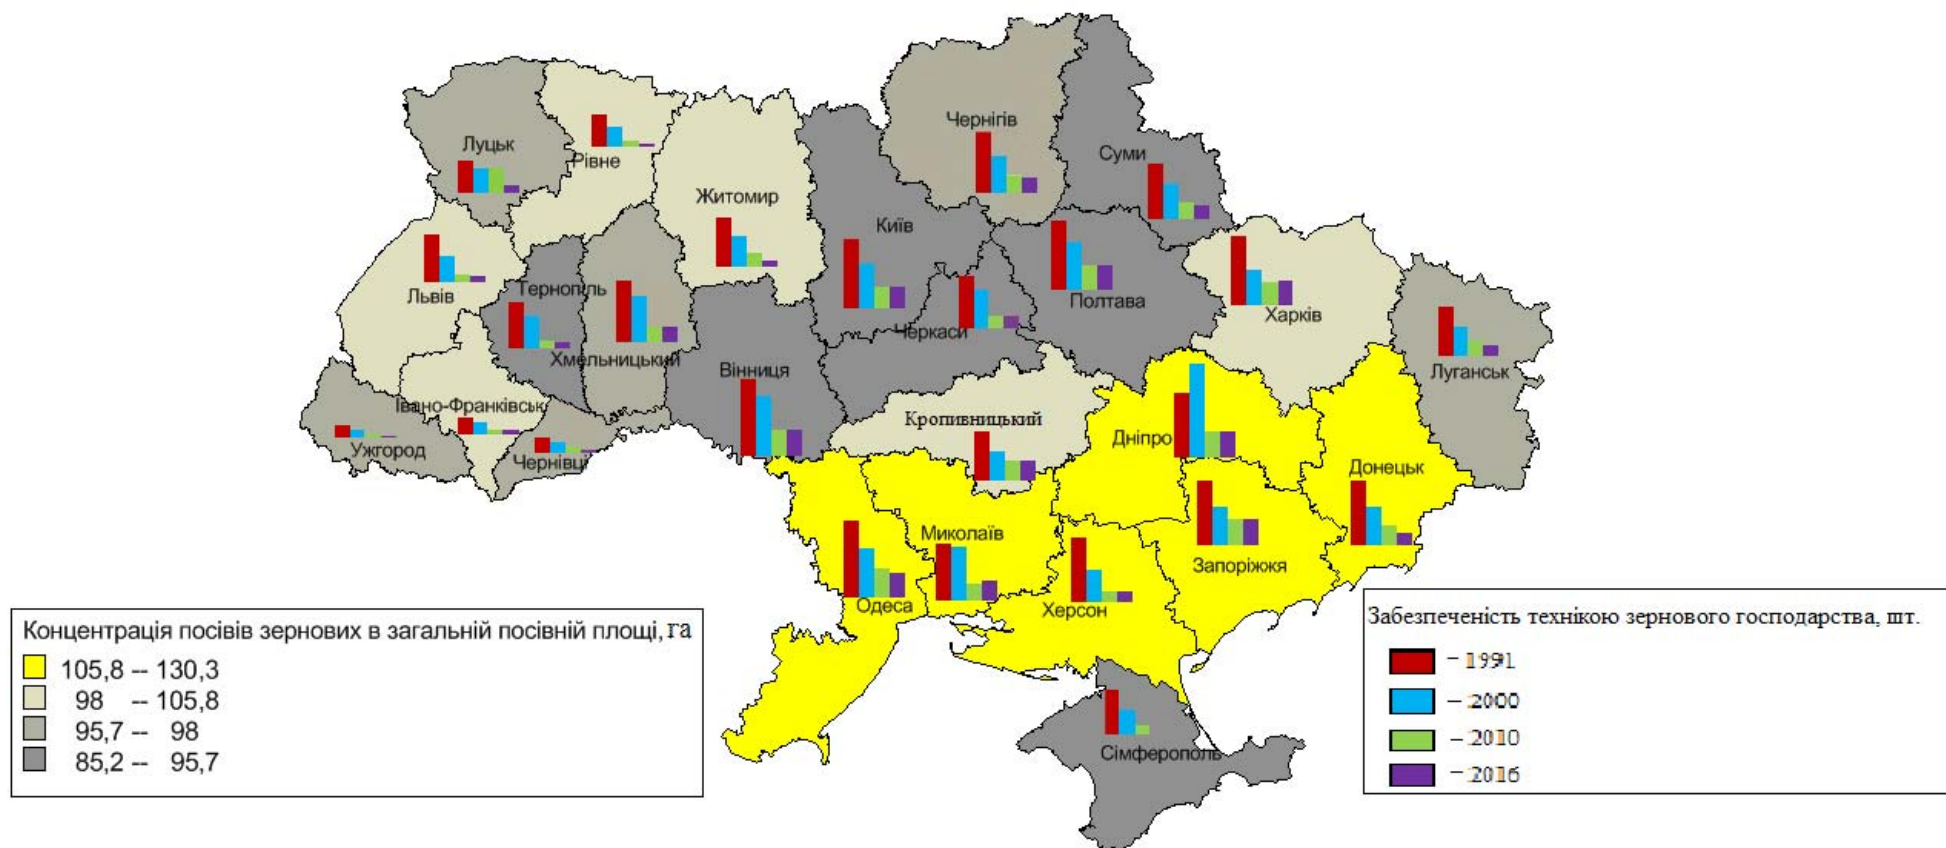 Чернігів
Суми
Луцьк
Рівне
Житомир
Київ
Львів
Тернопіль
Полтава
Харків
Черкаси
Хмельницький
Вінниця
Луганськ
Івано-Франківськ
Кропивницький
Ужгород
Чернівці
Дніпро
Донецьк
Миколаїв
Запоріжжя
Одеса
Херсон
Сімферополь
Концентрація посівів зернових в загальній посівній площі, га
105,8 -- 130,3
98 -- 105,8
95,7 -- 98
85,2 -- 95,7
Забезпеченість технікою зернового господарства, шт.
– 1991
– 2000
– 2010
– 2016